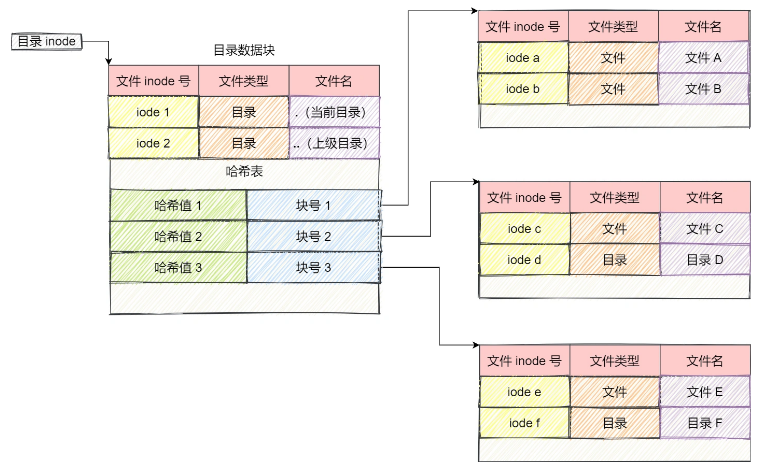 目录 inode
目录数据块
文件 inode 号 文件类型 文件名
iode 1 目录 .（当前目录）
iode 2 目录 ..（上级目录）
哈希表
哈希值 1 块号 1
哈希值 2 块号 2
哈希值 3 块号 3
文件 inode 号 文件类型 文件名
iode a 文件 文件 A
iode b 文件 文件 B
文件 inode 号 文件类型 文件名
iode c 文件 文件 C
iode d 目录 目录 D
文件 inode 号 文件类型 文件名
iode e 文件 文件 E
iode f 目录 目录 F